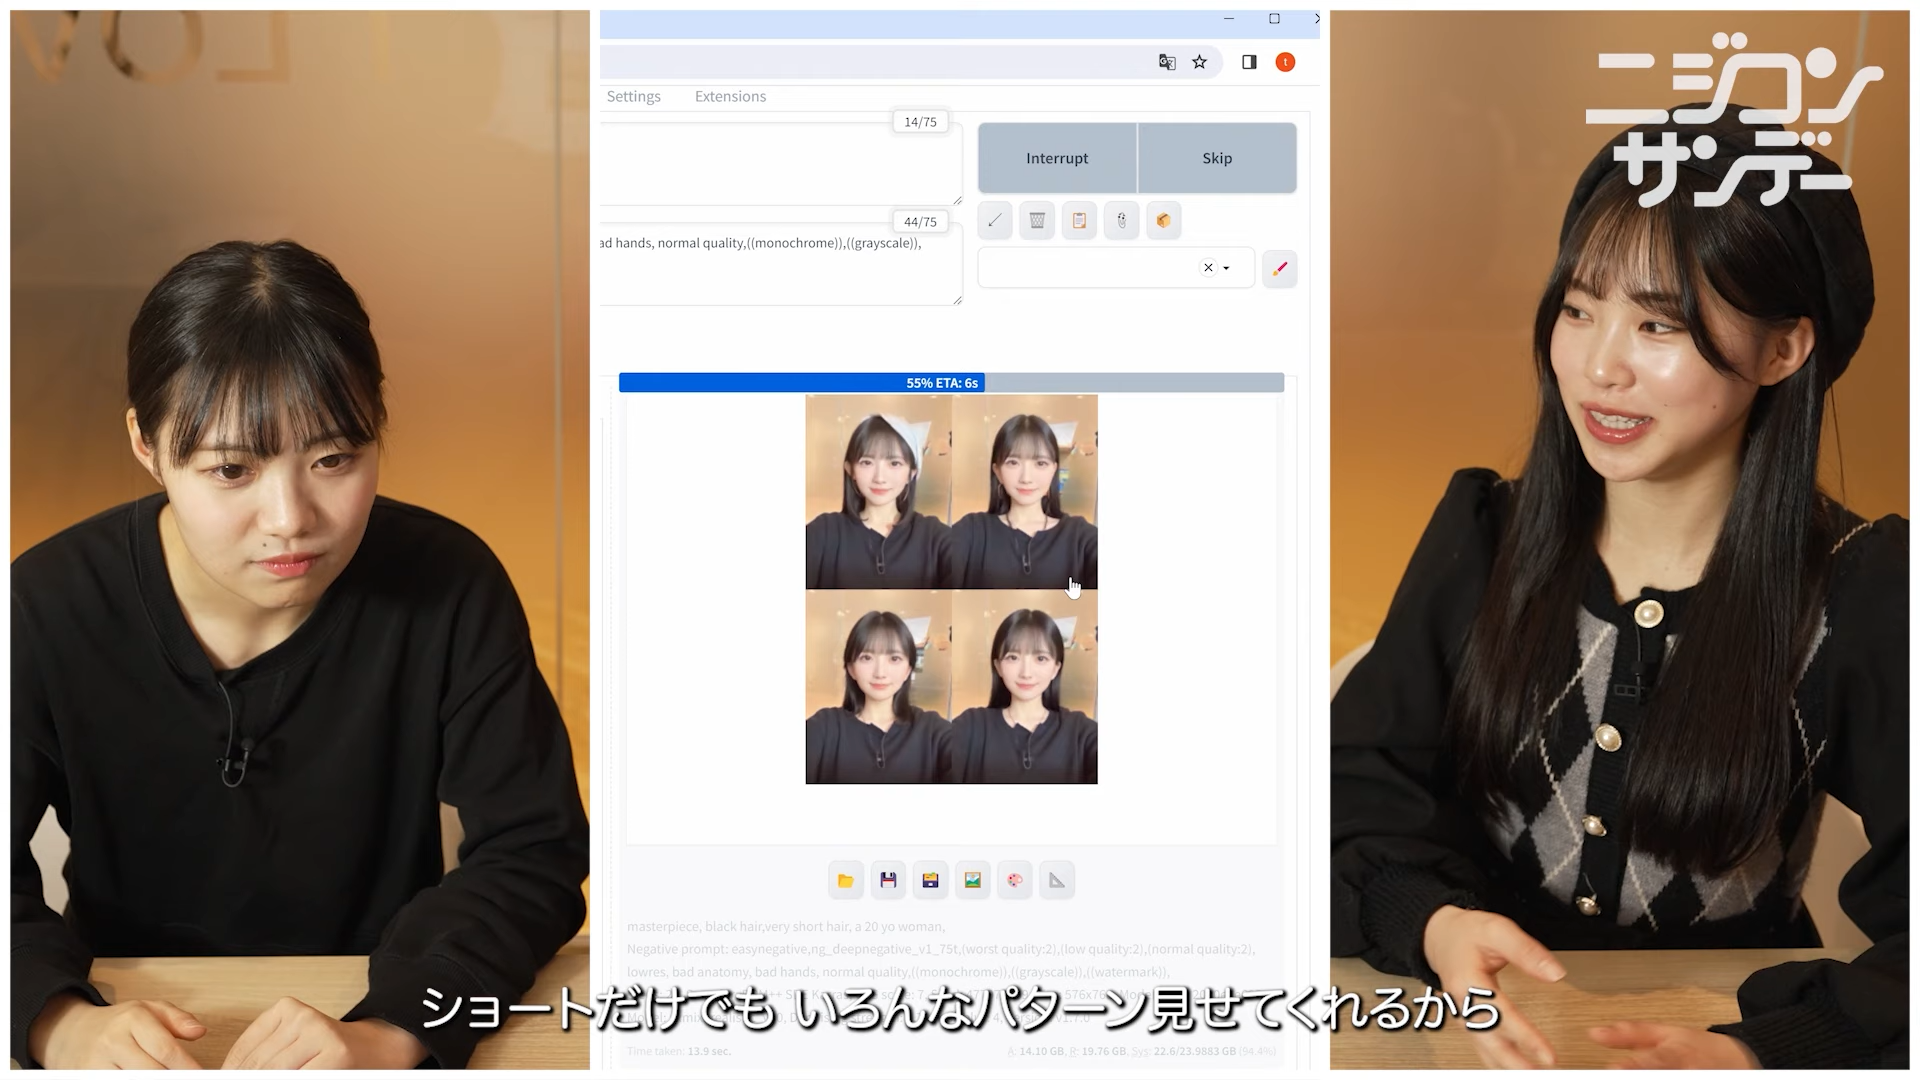 LOV
ニジコン
サンデー
Settings Extensions
14/75
Interrupt Skip
44/75
ad hands, normal quality,((monochrome)),((grayscale)),
55% ETA: 6s
masterpiece, black hair,very short hair, a 20 yo woman,
Negative prompt: easynegative,ng_deepnegative_v1_75t,(worst quality:2),(low quality:2),(normal quality:2),
lowres, bad anatomy, bad hands, normal quality,((monochrome)),((grayscale)),((watermark)),
ショートだけでも いろんなパターン見せてくれるから
Time taken: 13.9 sec.
A: 14.10 GB, R: 19.76 GB, Sys: 22.6/23.9883 GB (94.4%)